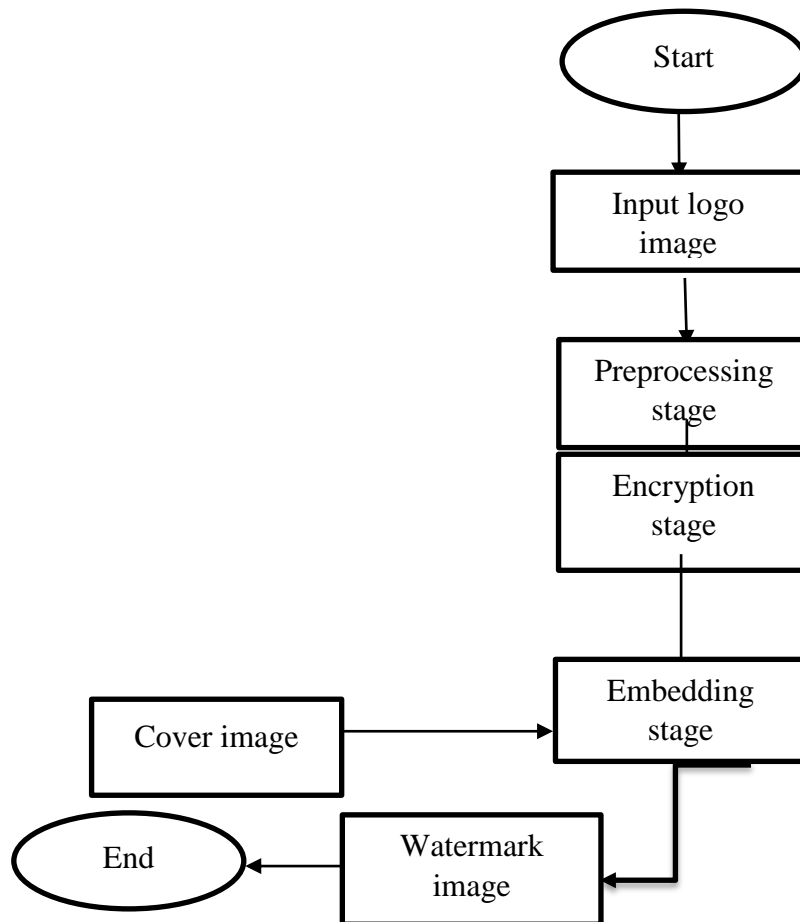 Start
Input logo
image
Preprocessing
stage
Encryption
stage
Embedding
stage
Cover image
Watermark
image
End